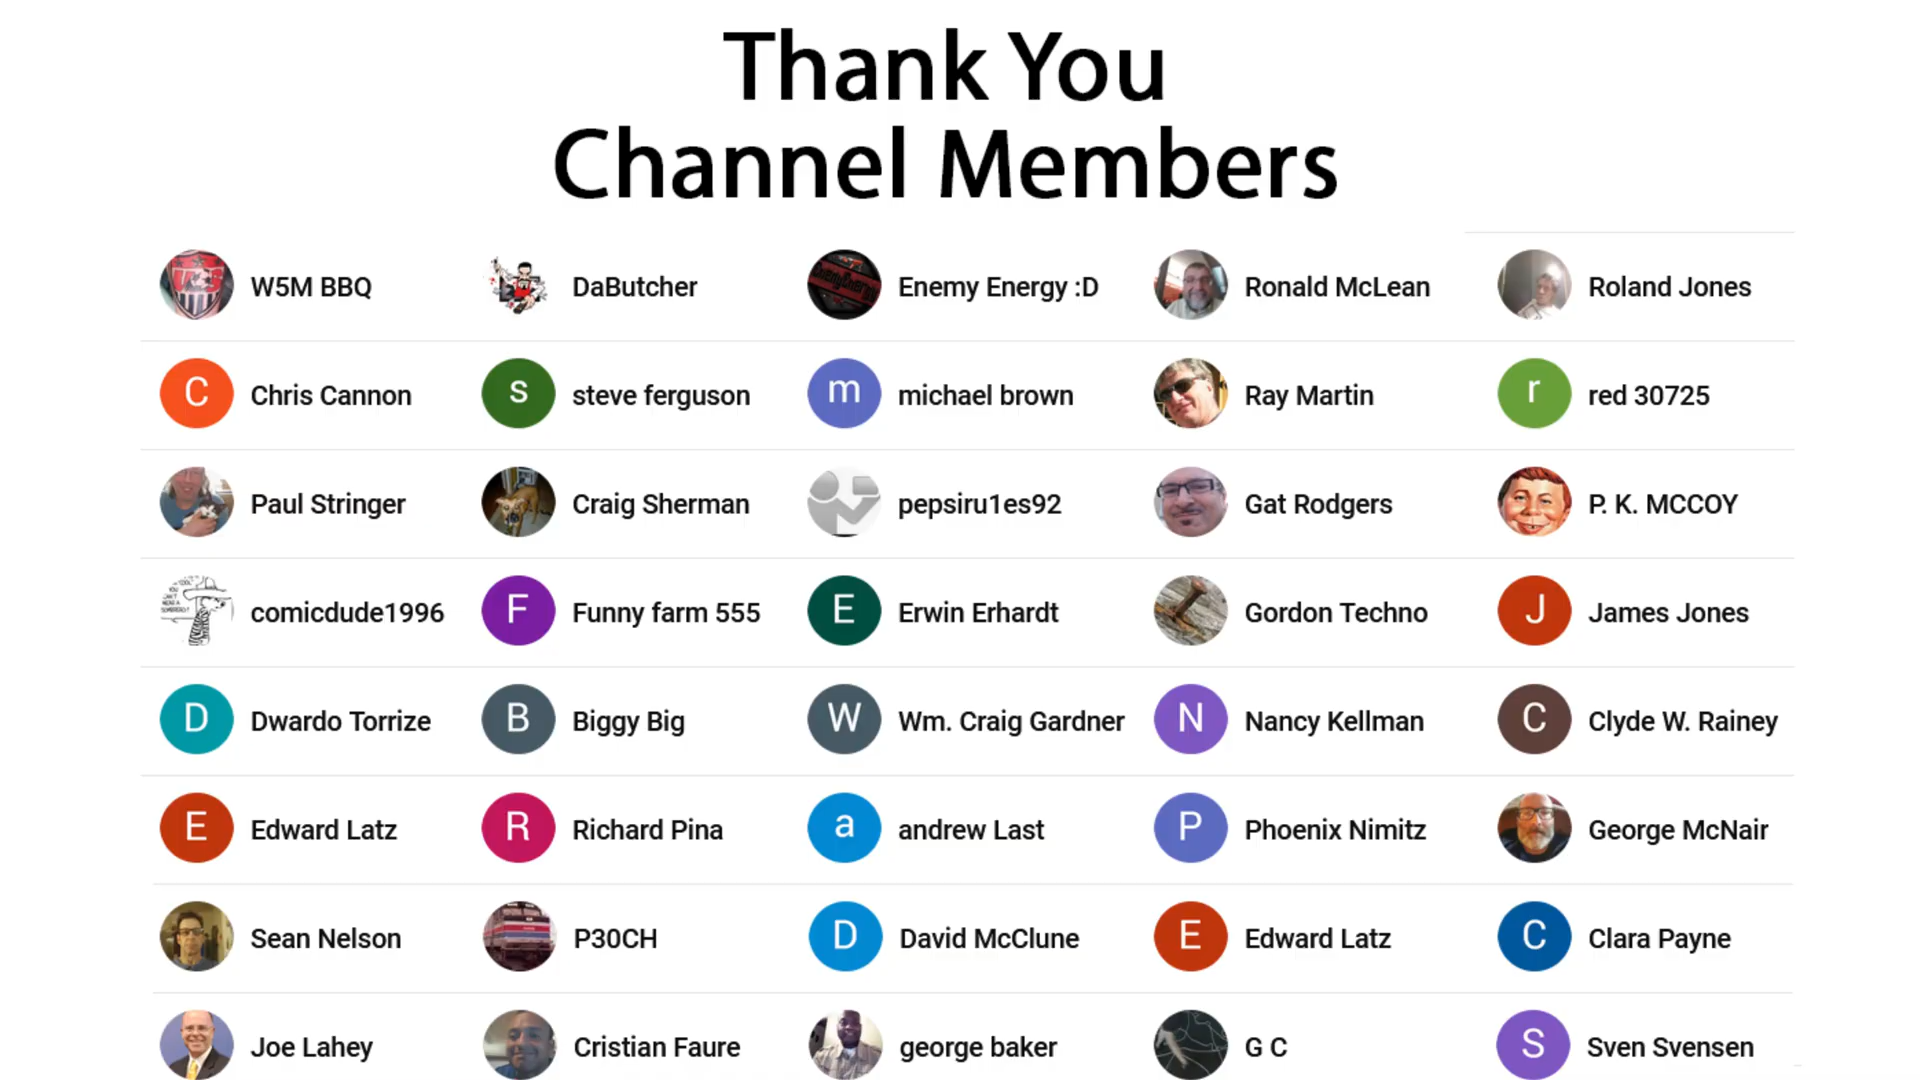 Thank You
Channel Members
W5M BBQ
DaButcher
Enemy Energy :D
Ronald McLean
Roland Jones
C Chris Cannon
s steve ferguson
m michael brown
Ray Martin
r red 30725
Paul Stringer
Craig Sherman
pepsiru1es92
Gat Rodgers
P. K. MCCOY
comicdude1996
F Funny farm 555
E Erwin Erhardt
Gordon Techno
J James Jones
D Dwardo Torrize
B Biggy Big
W Wm. Craig Gardner
N Nancy Kellman
C Clyde W. Rainey
E Edward Latz
R Richard Pina
a andrew Last
P Phoenix Nimitz
George McNair
Sean Nelson
P30CH
D David McClune
E Edward Latz
C Clara Payne
Joe Lahey
Cristian Faure
george baker
G C
S Sven Svensen